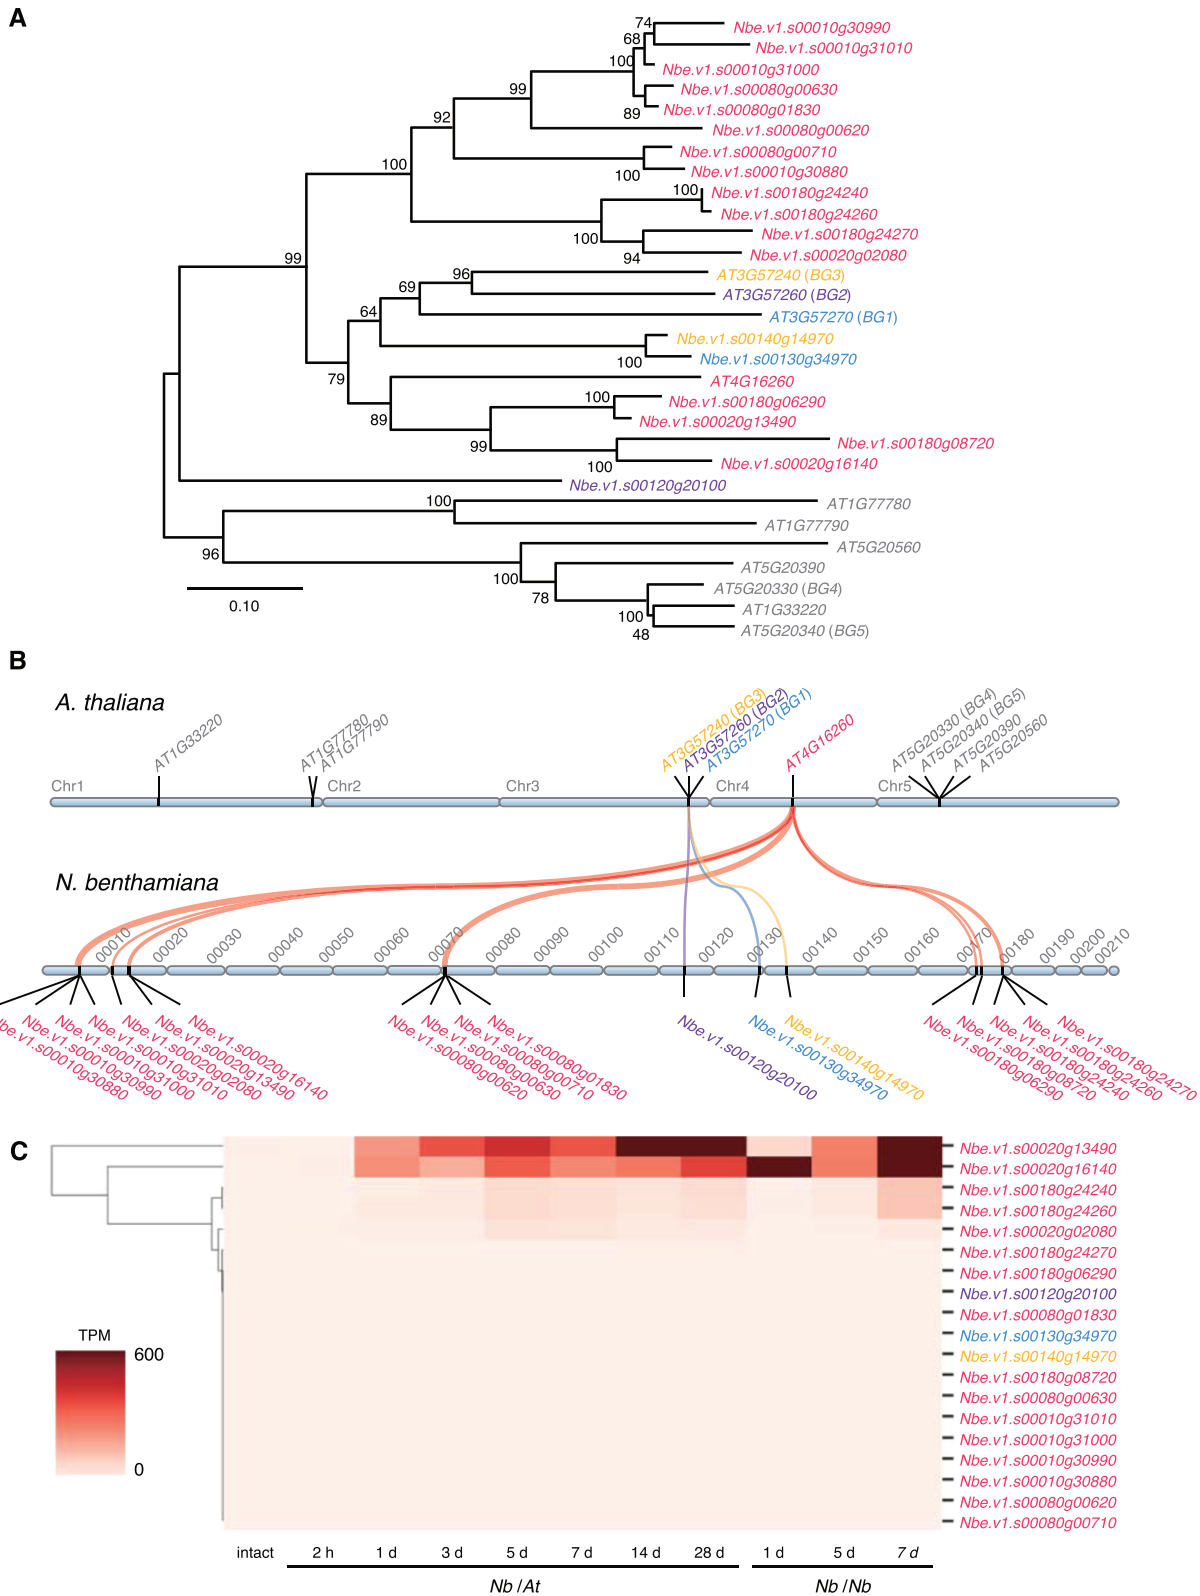 A
74
Nbe.v1.s00010g30990
68
Nbe.v1.s00010g31010
100
Nbe.v1.s00010g31000
99
Nbe.v1.s00080g00630
89
Nbe.v1.s00080g01830
92
Nbe.v1.s00080g00620
Nbe.v1.s00080g00710
100
100
Nbe.v1.s00010g30880
100
Nbe.v1.s00180g24240
Nbe.v1.s00180g24260
100
Nbe.v1.s00180g24270
94
Nbe.v1.s00020g02080
99
96
AT3G57240 (BG3)
69
AT3G57260 (BG2)
64
AT3G57270 (BG1)
Nbe.v1.s00140g14970
100
Nbe.v1.s00130g34970
79
AT4G16260
89
100
Nbe.v1.s00180g06290
Nbe.v1.s00020g13490
99
Nbe.v1.s00180g08720
100
Nbe.v1.s00020g16140
Nbe.v1.s00120g20100
100
AT1G77780
AT1G77790
96
AT5G20560
100
AT5G20390
78
AT5G20330 (BG4)
100
AT1G33220
48
AT5G20340 (BG5)
0.10
B
A. thaliana
AT1G33220
AT1G77780
AT1G77790
AT3G57240 (BG3)
AT3G57260 (BG2)
AT3G57270 (BG1)
AT4G16260
AT5G20330 (BG4)
AT5G20340 (BG5)
AT5G20390
AT5G20560
Chr1
Chr2
Chr3
Chr4
Chr5
N. benthamiana
00010
00020
00030
00040
00050
00060
00070
00080
00090
00100
00110
00120
00130
00140
00150
00160
00170
00180
00190
00200
00210
Nbe.v1.s00010g30880
Nbe.v1.s00010g30990
Nbe.v1.s00010g31000
Nbe.v1.s00010g31010
Nbe.v1.s00020g02080
Nbe.v1.s00020g13490
Nbe.v1.s00020g16140
Nbe.v1.s00080g00620
Nbe.v1.s00080g00630
Nbe.v1.s00080g00710
Nbe.v1.s00080g01830
Nbe.v1.s00120g20100
Nbe.v1.s00130g34970
Nbe.v1.s00140g14970
Nbe.v1.s00180g06290
Nbe.v1.s00180g08720
Nbe.v1.s00180g24240
Nbe.v1.s00180g24260
Nbe.v1.s00180g24270
C
Nbe.v1.s00020g13490
Nbe.v1.s00020g16140
Nbe.v1.s00180g24240
Nbe.v1.s00180g24260
Nbe.v1.s00020g02080
Nbe.v1.s00180g24270
Nbe.v1.s00180g06290
Nbe.v1.s00120g20100
Nbe.v1.s00080g01830
Nbe.v1.s00130g34970
Nbe.v1.s00140g14970
Nbe.v1.s00180g08720
Nbe.v1.s00080g00630
Nbe.v1.s00010g31010
Nbe.v1.s00010g31000
Nbe.v1.s00010g30990
Nbe.v1.s00010g30880
Nbe.v1.s00080g00620
Nbe.v1.s00080g00710
TPM
600
0
intact 2 h 1 d 3 d 5 d 7 d 14 d 28 d 1 d 5 d 7 d
Nb /At Nb /Nb